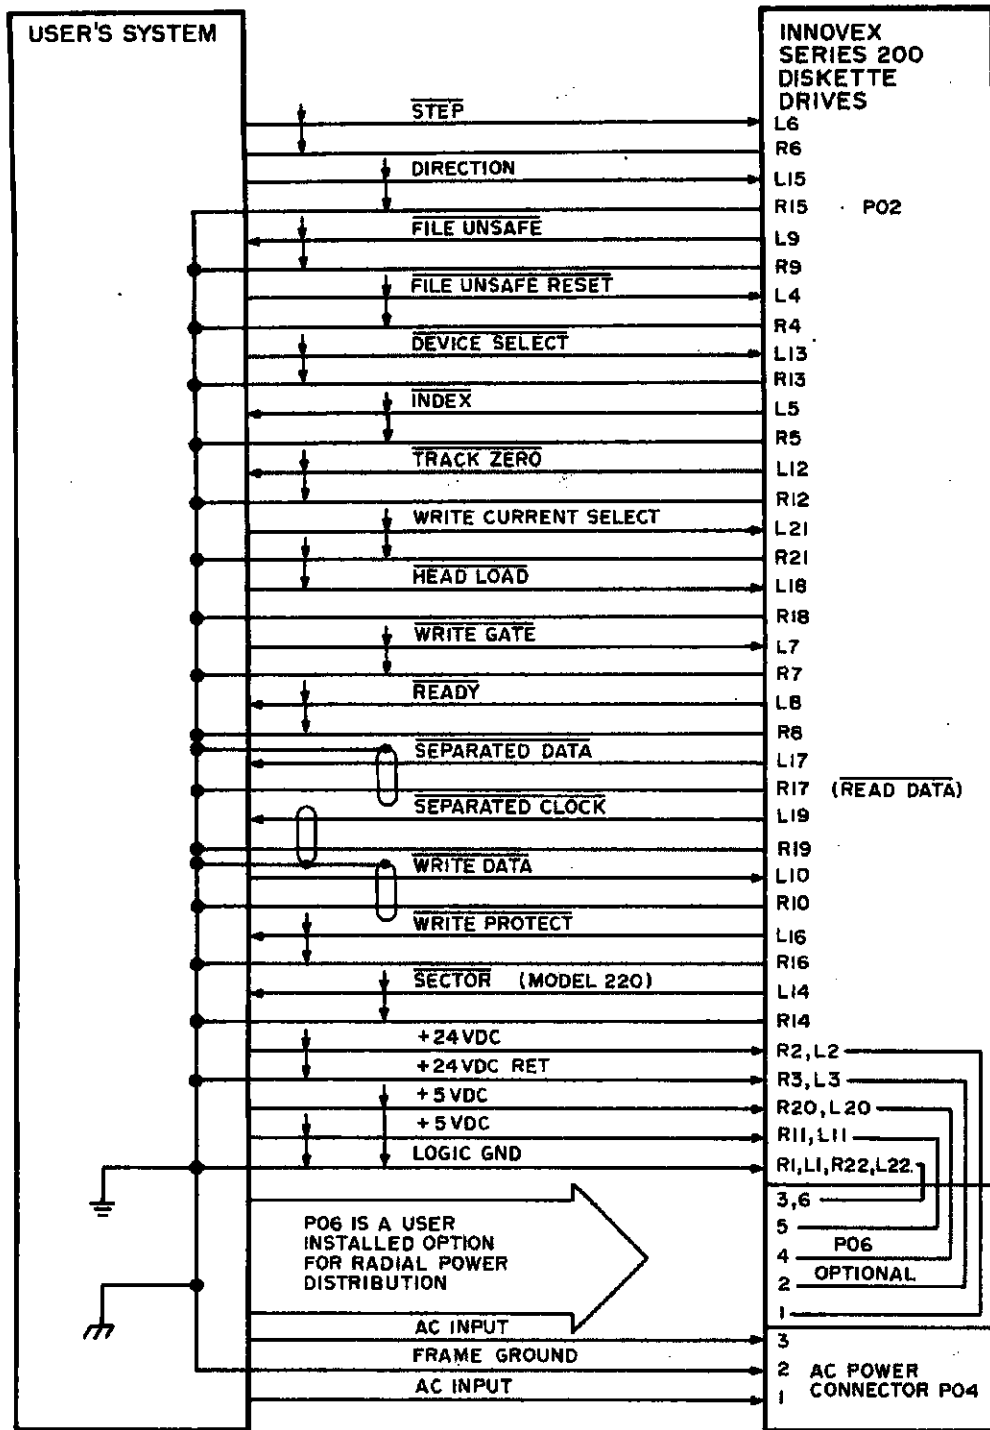 USER'S SYSTEM
INNOVEX
SERIES 200
DISKETTE
DRIVES
STEP
L6
R6
DIRECTION
L15
R15
P02
FILE UNSAFE
L9
R9
FILE UNSAFE RESET
L4
R4
DEVICE SELECT
L13
R13
INDEX
L5
R5
TRACK ZERO
L12
R12
WRITE CURRENT SELECT
L21
R21
HEAD LOAD
L18
R18
WRITE GATE
L7
R7
READY
L8
R8
SEPARATED DATA
L17
R17 (READ DATA)
SEPARATED CLOCK
L19
R19
WRITE DATA
L10
R10
WRITE PROTECT
L16
R16
SECTOR (MODEL 220)
L14
R14
+24VDC
R2,L2
+24VDC RET
R3,L3
+5VDC
R20,L20
+5VDC
R11,L11
LOGIC GND
R1,L1,R22,L22
3,6
P06 IS A USER
INSTALLED OPTION
FOR RADIAL POWER
DISTRIBUTION
5
4
P06
OPTIONAL
2
1
AC INPUT
3
FRAME GROUND
2
AC INPUT
1
AC POWER
CONNECTOR P04